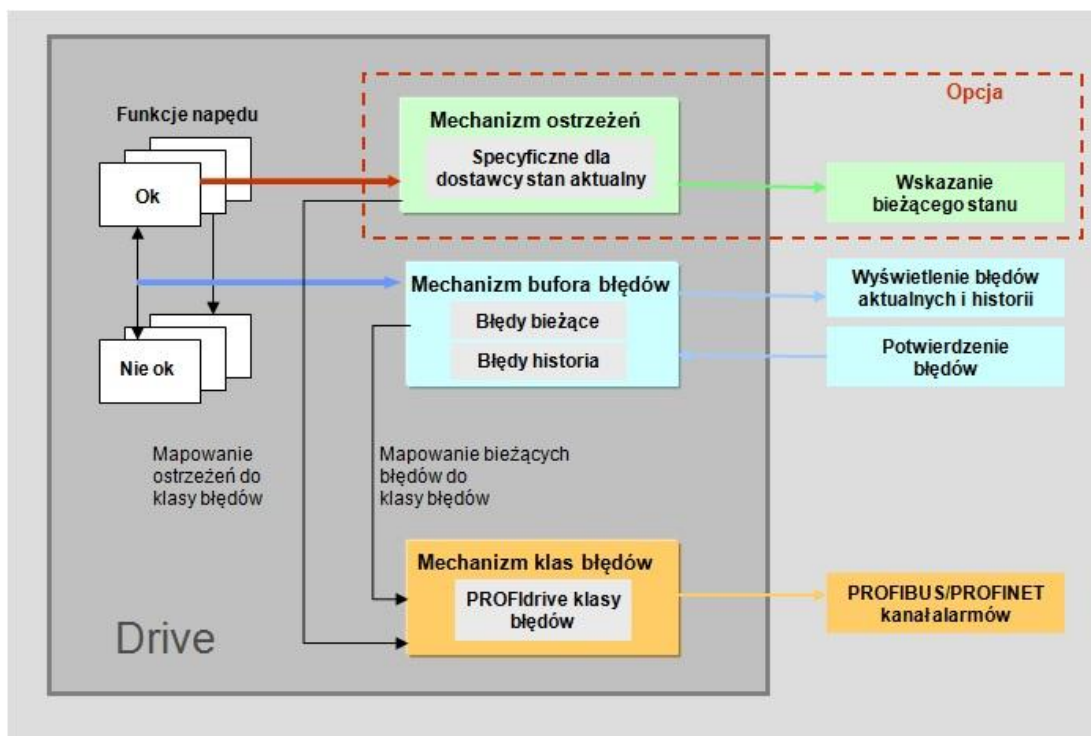 Opcja
Funkcje napędu
Mechanizm ostrzeżeń
Specyficzne dla
dostawcy stan aktualny
Ok
Wskazanie
bieżącego stanu
Mechanizm bufora błędów
Błędy bieżące
Błędy historia
Wyświetlenie błędów
aktualnych i historii
Potwierdzenie
błędów
Nie ok
Mapowanie
ostrzeżeń do
klasy błędów
Mapowanie bieżących
błędów do
klasy błędów
Mechanizm klas błędów
PROFIdrive klasy
błędów
PROFIBUS/PROFINET
kanał alarmów
Drive